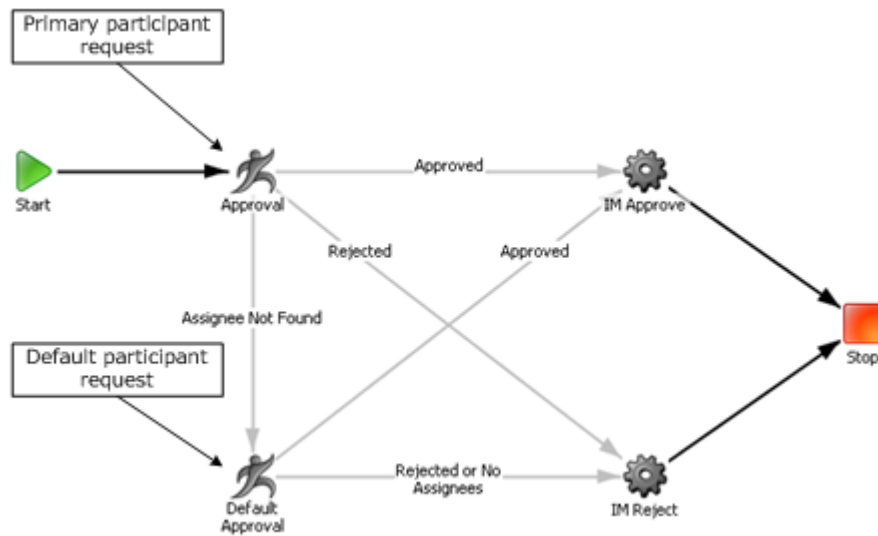 Primary participant
request
Approved
Start
Approval
IM Approve
Rejected
Approved
Assignee Not Found
Stop
Default participant
request
Rejected or No
Assignees
Default
Approval
IM Reject